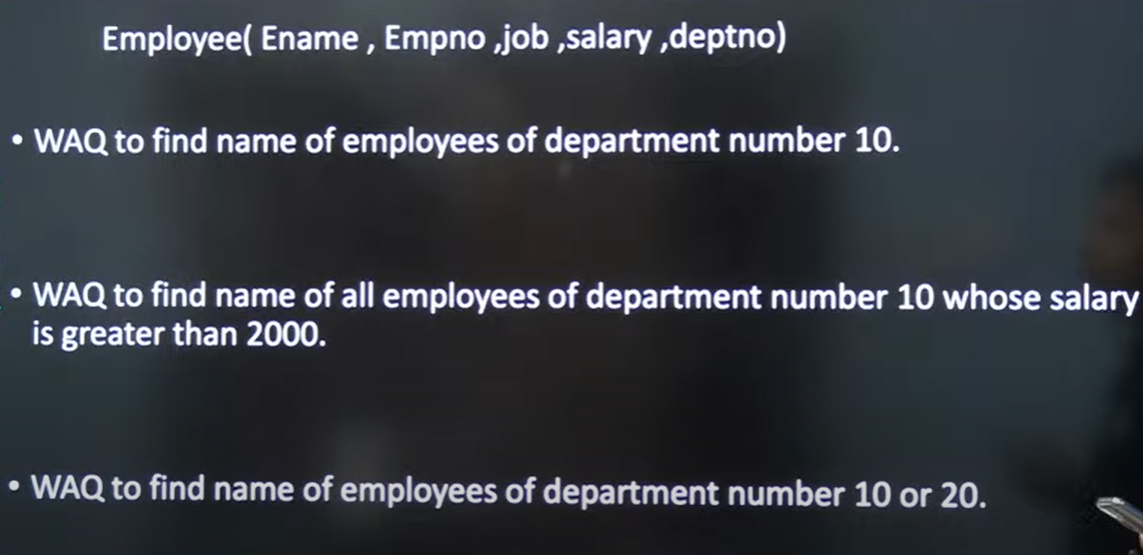 Employee( Ename , Empno ,job ,salary ,deptno)
• WAQ to find name of employees of department number 10.
• WAQ to find name of all employees of department number 10 whose salary
is greater than 2000.
• WAQ to find name of employees of department number 10 or 20.